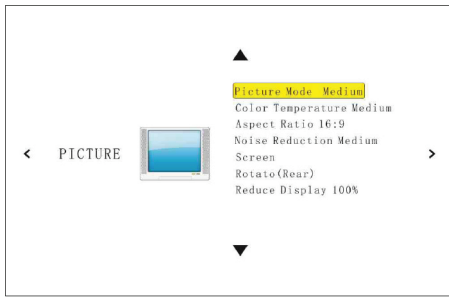 PICTURE
Picture Mode Medium
Color Temperature Medium
Aspect Ratio 16:9
Noise Reduction Medium
Screen
Rotato(Rear)
Reduce Display 100%